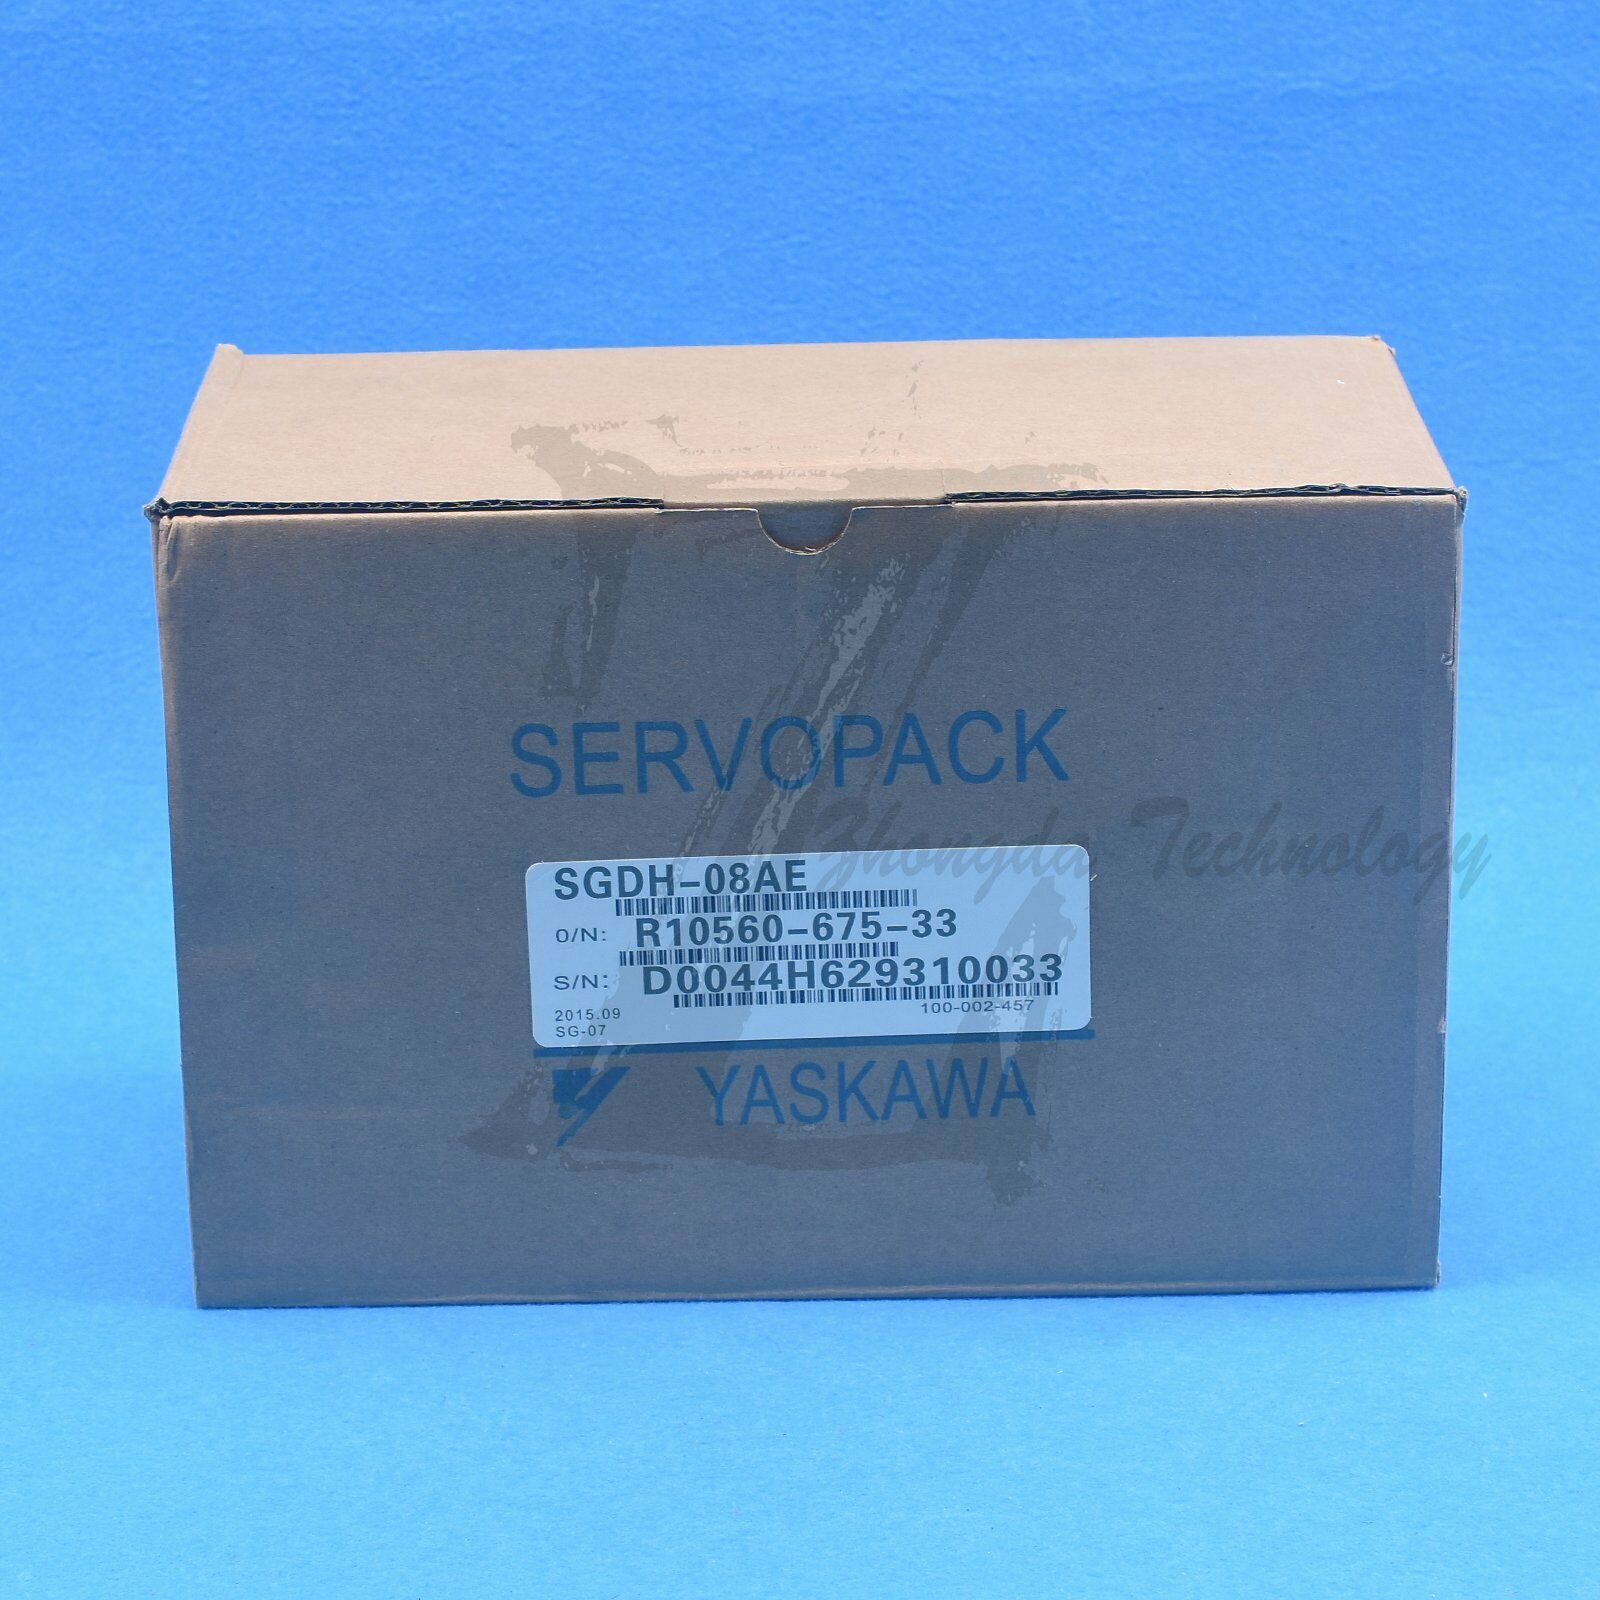 SERVOPACK
Zhongda Technology
SGDH-08AE
O/N: R10560-675-33
S/N: D0044H629310033
2015.09 100-002-457
SG-07
YASKAWA